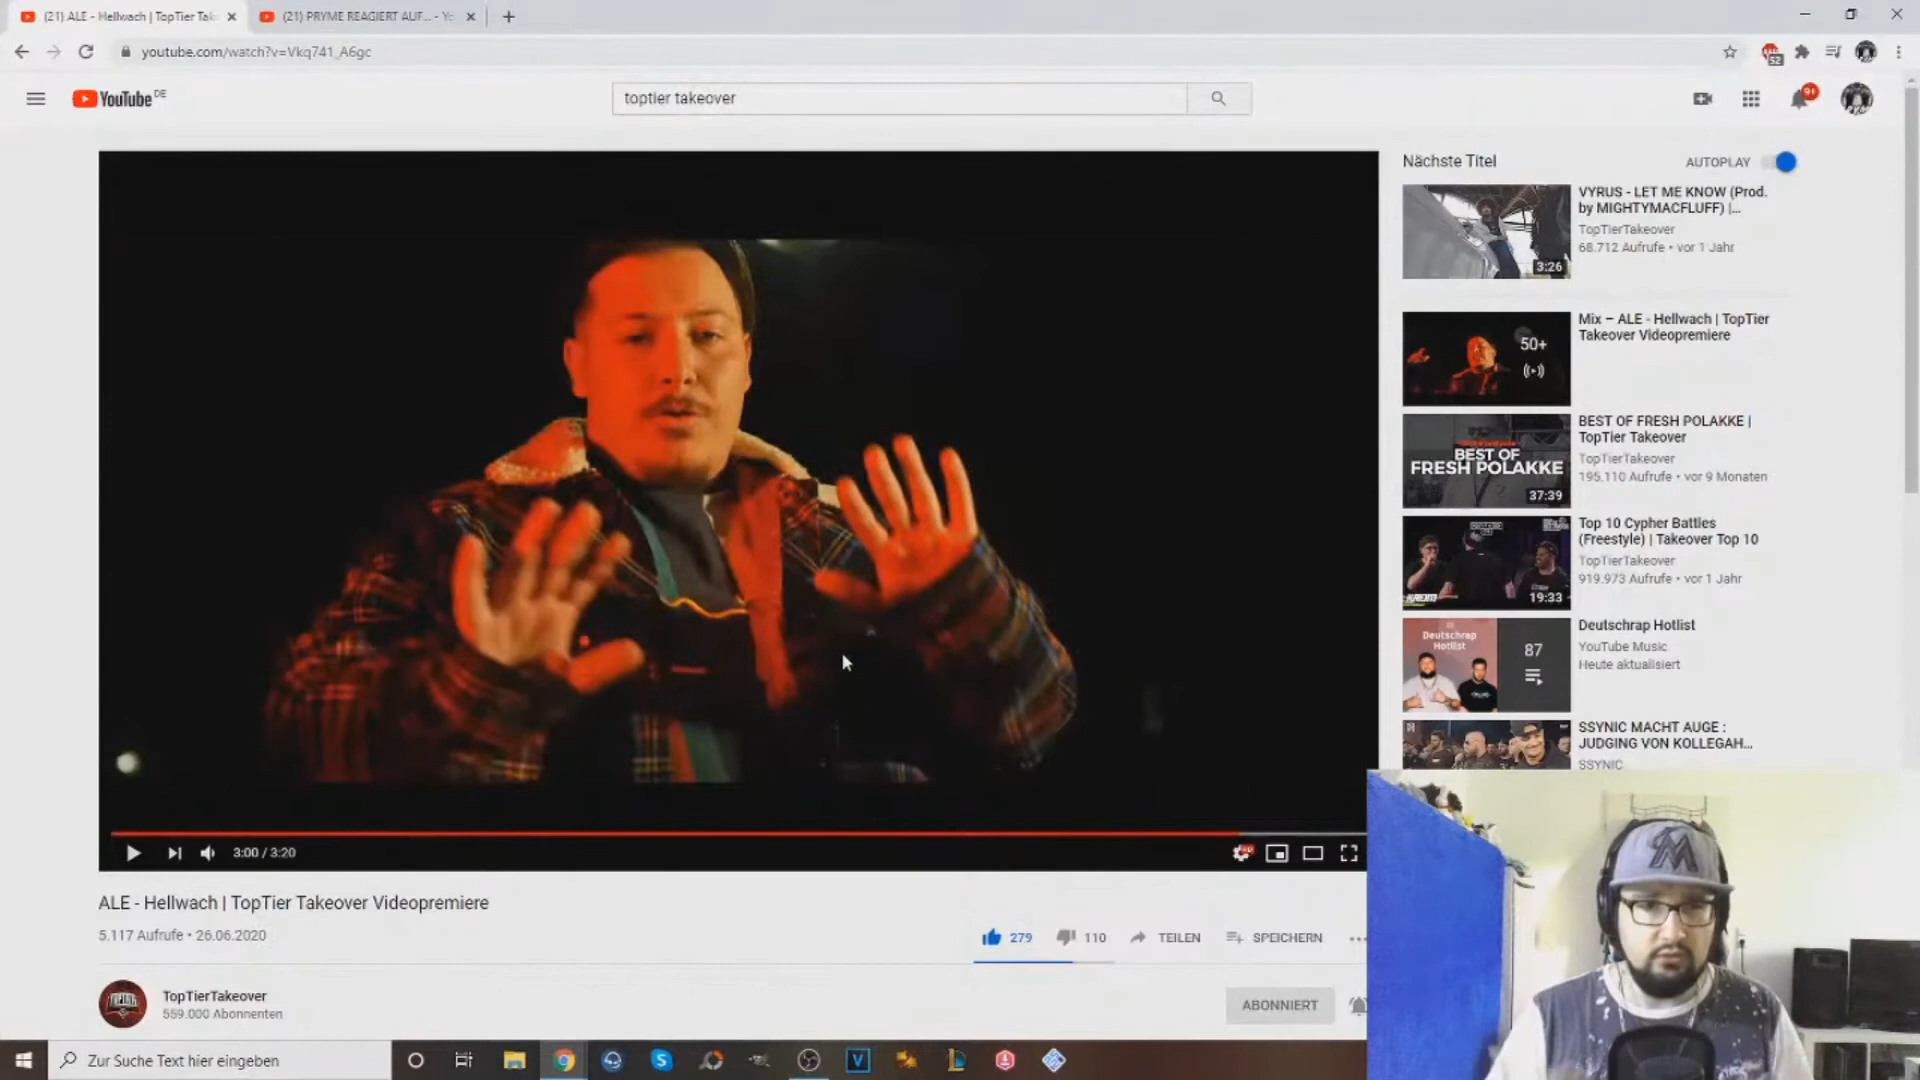 (21) ALE - Hellwach | TopTier Tak
(21) PRYME REAGIERT AUF... - Yo
youtube.com/watch?v=Vkq741_A6gc
52
YouTube DE
toptier takeover
9+
Nächste Titel
AUTOPLAY
VYRUS - LET ME KNOW (Prod.
by MIGHTYMACFLUFF) |...
TopTierTakeover
68.712 Aufrufe • vor 1 Jahr
3:26
Mix – ALE - Hellwach | TopTier
Takeover Videopremiere
50+
BEST OF FRESH POLAKKE |
TopTier Takeover
TopTierTakeover
195.110 Aufrufe • vor 9 Monaten
BEST OF
FRESH POLAKKE
37:39
Top 10 Cypher Battles
(Freestyle) | Takeover Top 10
TopTierTakeover
919.973 Aufrufe • vor 1 Jahr
19:33
Deutschrap Hotlist
YouTube Music
Heute aktualisiert
Deutschrap
Hotlist
87
SSYNIC MACHT AUGE :
JUDGING VON KOLLEGAH...
SSYNIC
3:00 / 3:20
ALE - Hellwach | TopTier Takeover Videopremiere
5.117 Aufrufe • 26.06.2020
279
110
TEILEN
SPEICHERN
TopTierTakeover
559.000 Abonnenten
ABONNIERT
Zur Suche Text hier eingeben